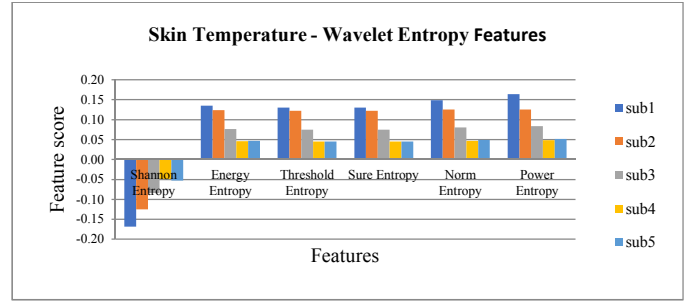 Skin Temperature - Wavelet Entropy Features
0.20
0.15
0.10
0.05
0.00
-0.05
-0.10
-0.15
-0.20
Feature score
Shannon Entropy
Energy Entropy
Threshold Entropy
Sure Entropy
Norm Entropy
Power Entropy
Features
sub1
sub2
sub3
sub4
sub5